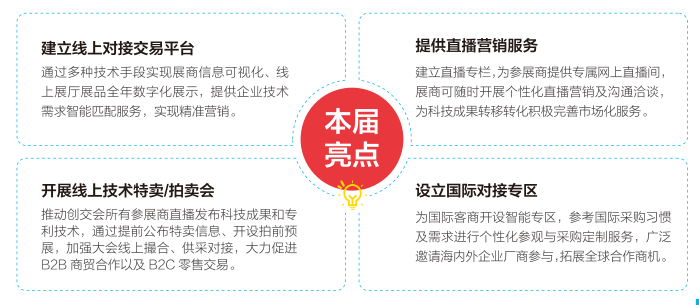 建立线上对接交易平台
通过多种技术手段实现展商信息可视化、线
上展厅展品全年数字化展示，提供企业技术
需求智能匹配服务，实现精准营销。
提供直播营销服务
建立直播专栏，为参展商提供专属网上直播间，
展商可随时开展个性化直播营销及沟通洽谈，
为科技成果转移转化积极完善市场化服务。
本届
亮点
开展线上技术特卖/拍卖会
推动创交会所有参展商直播发布科技成果和专
利技术，通过提前公布特卖信息、开设拍前预
展，加强大会线上撮合、供采对接，大力促进
B2B 商贸合作以及 B2C 零售交易。
设立国际对接专区
为国际客商开设智能专区，参考国际采购习惯
及需求进行个性化参观与采购定制服务，广泛
邀请海内外企业厂商参与，拓展全球合作商机。